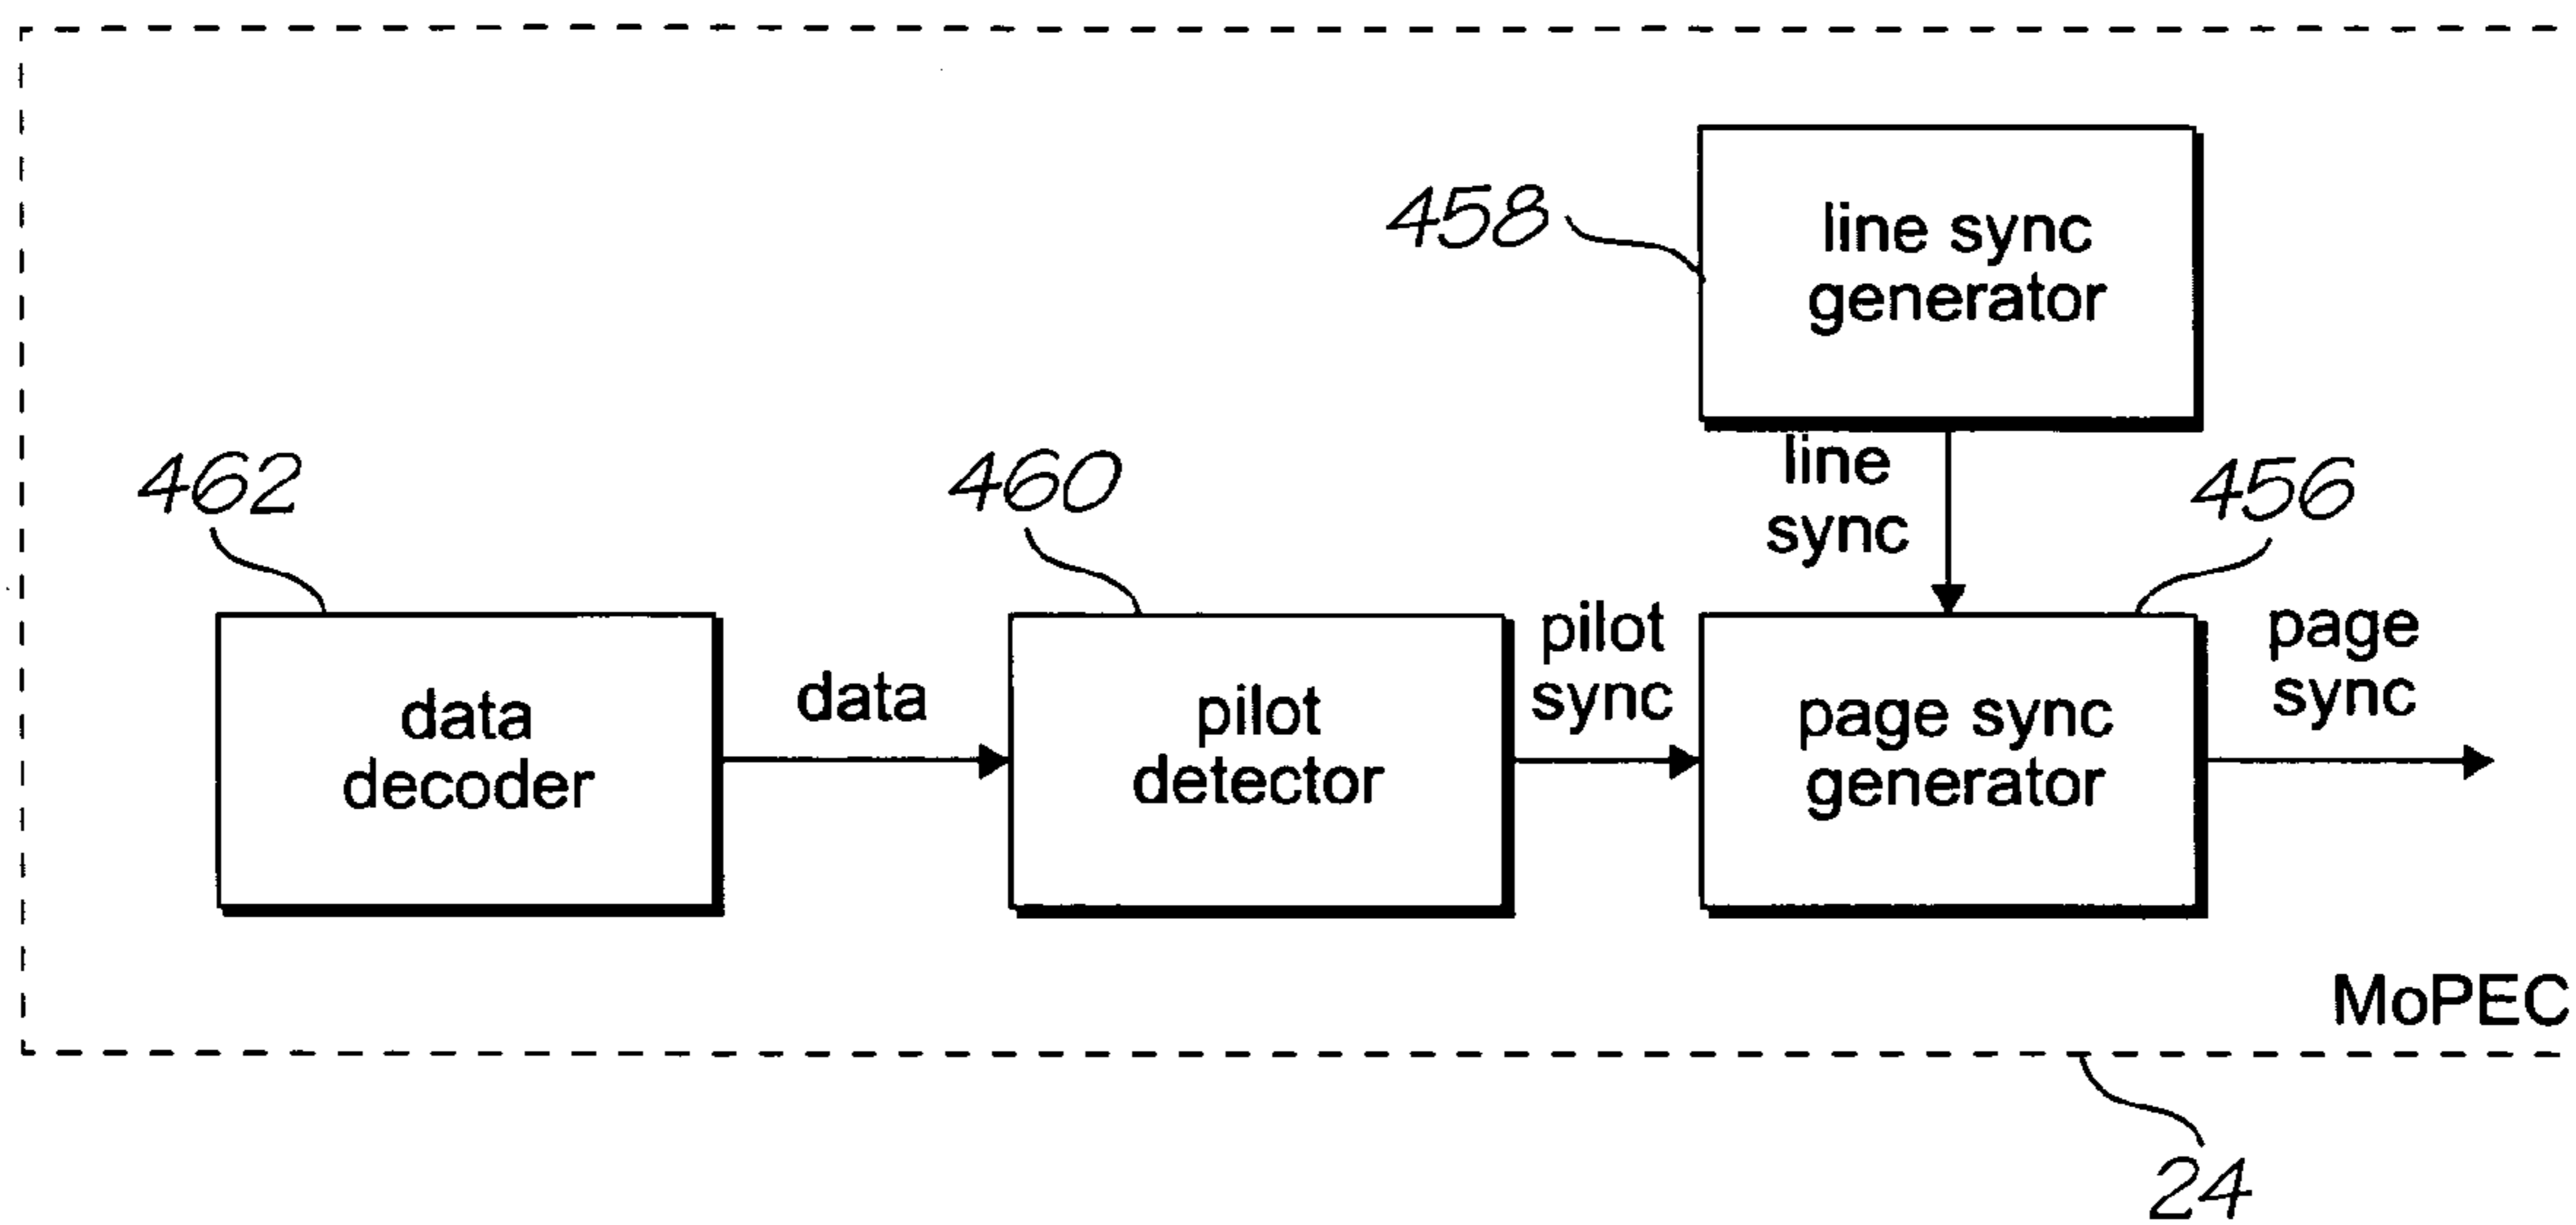 458
line sync
generator
line
sync
462
460
456
data
decoder
data
pilot
detector
pilot
sync
page sync
generator
page
sync
MoPEC
24